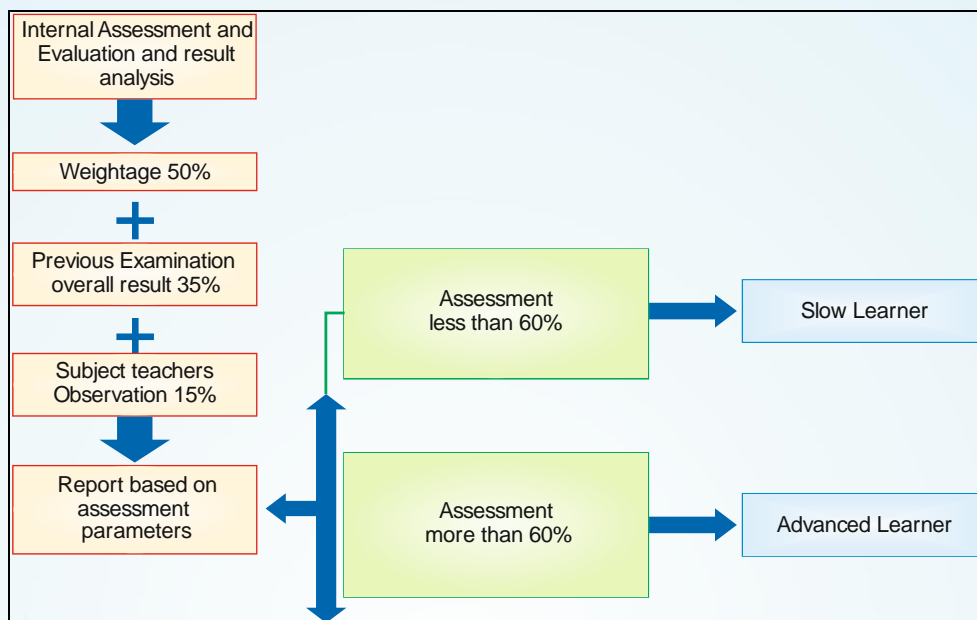 Internal Assessment and
Evaluation and result
analysis
Weightage 50%
Previous Examination
overall result 35%
Subject teachers
Observation 15%
Report based on
assessment
parameters
Assessment
less than 60%
Slow Learner
Assessment
more than 60%
Advanced Learner